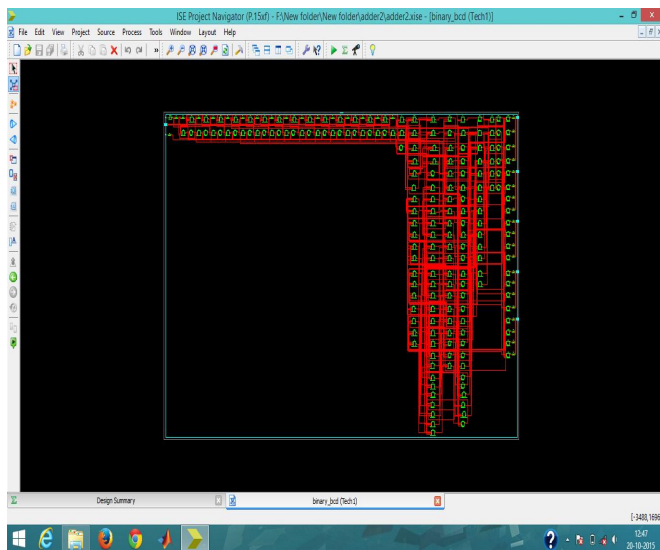 ISE Project Navigator (P.15xf) - F:\New folder\New folder\adder2\adder2.xise - [binary_bcd (Tech1)]
File Edit View Project Source Process Tools Window Layout Help
Design Summary
binary_bcd (Tech1)
[-3408,1696
12:47
20-10-2015